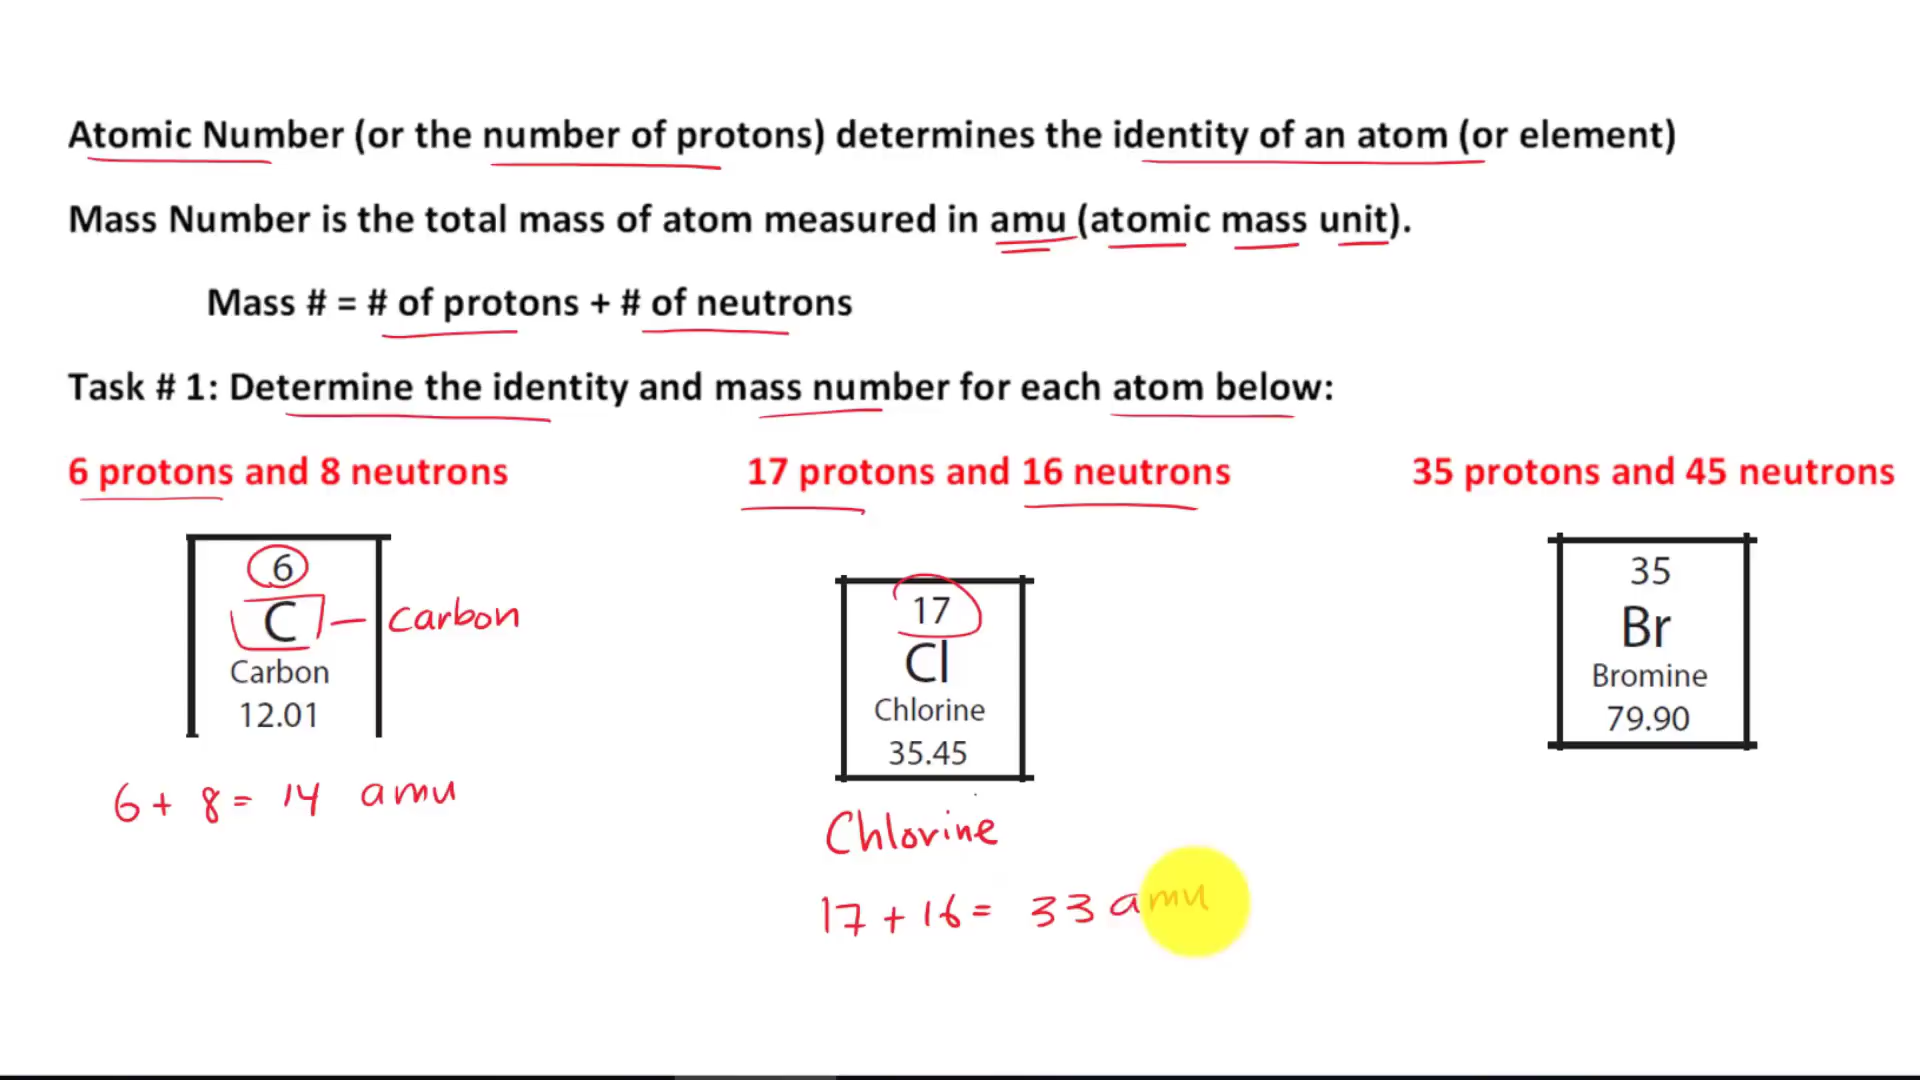 Atomic Number (or the number of protons) determines the identity of an atom (or element)
Mass Number is the total mass of atom measured in amu (atomic mass unit).
Mass # = # of protons + # of neutrons
Task # 1: Determine the identity and mass number for each atom below:
6 protons and 8 neutrons
6
C – carbon
Carbon
12.01
6 + 8 = 14 amu
17 protons and 16 neutrons
17
Cl
Chlorine
35.45
Chlorine
17 + 16 = 33 amu
35 protons and 45 neutrons
35
Br
Bromine
79.90